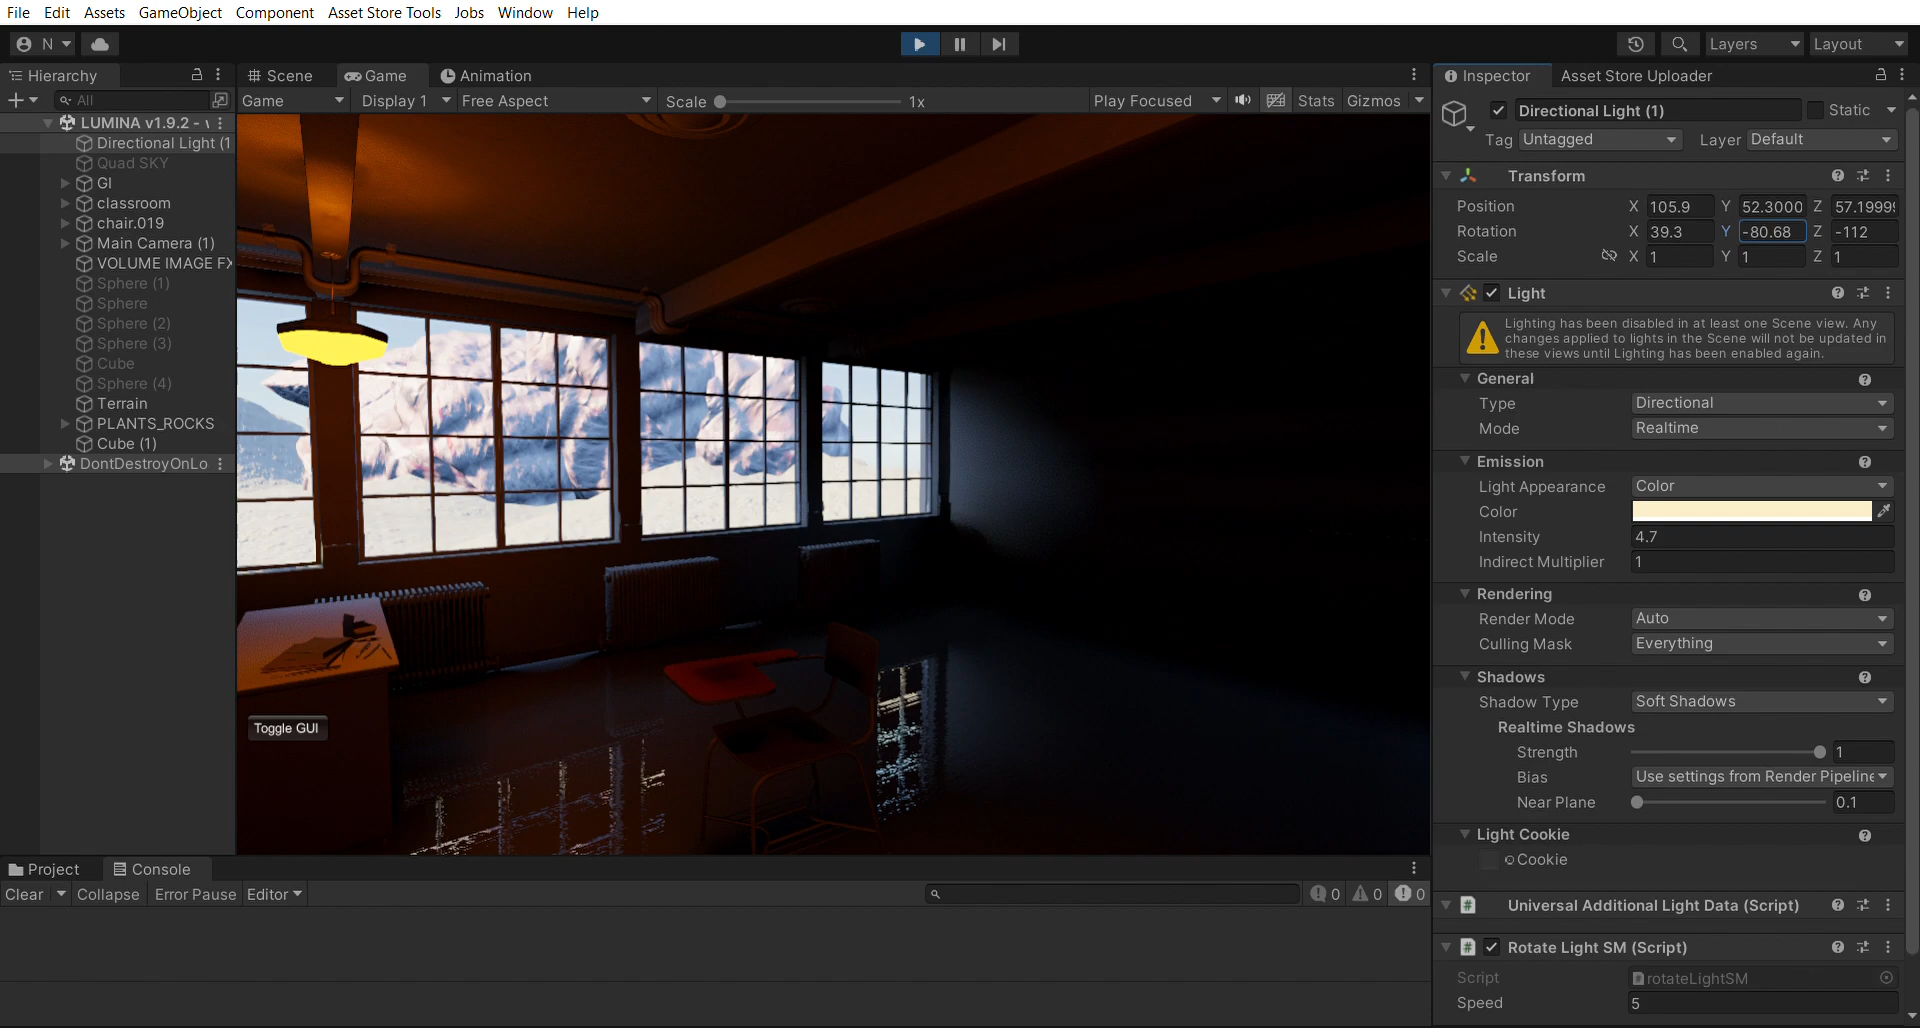 File Edit Assets GameObject Component Asset Store Tools Jobs Window Help
N Layers Layout
Hierarchy Scene Game Animation Inspector Asset Store Uploader
All Game Display 1 Free Aspect Scale 1x Play Focused Stats Gizmos
LUMINA v1.9.2 -
Directional Light (1
Quad SKY
GI
classroom
chair.019
Main Camera (1)
VOLUME IMAGE FX
Sphere (1)
Sphere
Sphere (2)
Sphere (3)
Cube
Sphere (4)
Terrain
PLANTS_ROCKS
Cube (1)
DontDestroyOnLo
Toggle GUI
Directional Light (1) Static
Tag Untagged Layer Default
Transform
Position X 105.9 Y 52.3000 Z 57.1999
Rotation X 39.3 Y -80.68 Z -112
Scale X 1 Y 1 Z 1
Light
Lighting has been disabled in at least one Scene view. Any
changes applied to lights in the Scene will not be updated in
these views until Lighting has been enabled again.
General
Type Directional
Mode Realtime
Emission
Light Appearance Color
Color
Intensity 4.7
Indirect Multiplier 1
Rendering
Render Mode Auto
Culling Mask Everything
Shadows
Shadow Type Soft Shadows
Realtime Shadows
Strength 1
Bias Use settings from Render Pipeline
Near Plane 0.1
Light Cookie
Cookie
Universal Additional Light Data (Script)
# Rotate Light SM (Script)
Script rotateLightSM
Speed 5
Project Console
Clear Collapse Error Pause Editor 0 0 0